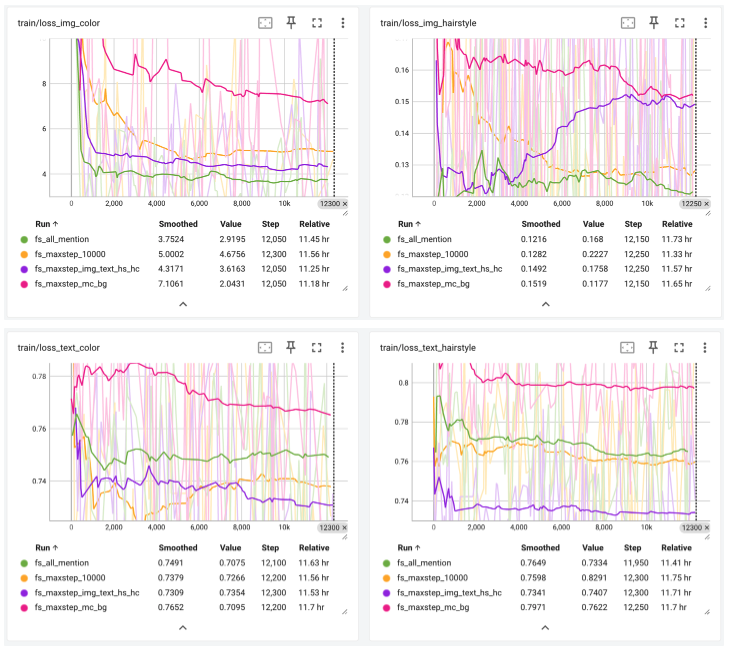 train/loss_img_color
8
6
4
0 2,000 4,000 6,000 8,000 10k 12300 ×
Run ↑ Smoothed Value Step Relative
fs_all_mention 3.7524 2.9195 12,050 11.45 hr
fs_maxstep_10000 5.0002 4.6756 12,300 11.56 hr
fs_maxstep_img_text_hs_hc 4.3171 3.6163 12,050 11.25 hr
fs_maxstep_mc_bg 7.1061 2.0431 12,050 11.18 hr
train/loss_img_hairstyle
0.16
0.15
0.14
0.13
0 2,000 4,000 6,000 8,000 10k 12250 ×
Run ↑ Smoothed Value Step Relative
fs_all_mention 0.1216 0.168 12,150 11.73 hr
fs_maxstep_10000 0.1282 0.2227 12,250 11.33 hr
fs_maxstep_img_text_hs_hc 0.1492 0.1758 12,250 11.57 hr
fs_maxstep_mc_bg 0.1519 0.1177 12,150 11.65 hr
train/loss_text_color
0.78
0.76
0.74
0 2,000 4,000 6,000 8,000 10k 12300 ×
Run ↑ Smoothed Value Step Relative
fs_all_mention 0.7491 0.7075 12,100 11.63 hr
fs_maxstep_10000 0.7379 0.7266 12,200 11.56 hr
fs_maxstep_img_text_hs_hc 0.7309 0.7354 12,300 11.53 hr
fs_maxstep_mc_bg 0.7652 0.7095 12,200 11.7 hr
train/loss_text_hairstyle
0.8
0.78
0.76
0.74
0 2,000 4,000 6,000 8,000 10k 12300 ×
Run ↑ Smoothed Value Step Relative
fs_all_mention 0.7649 0.7334 11,950 11.41 hr
fs_maxstep_10000 0.7598 0.8291 12,300 11.75 hr
fs_maxstep_img_text_hs_hc 0.7341 0.7407 12,300 11.71 hr
fs_maxstep_mc_bg 0.7971 0.7622 12,250 11.7 hr